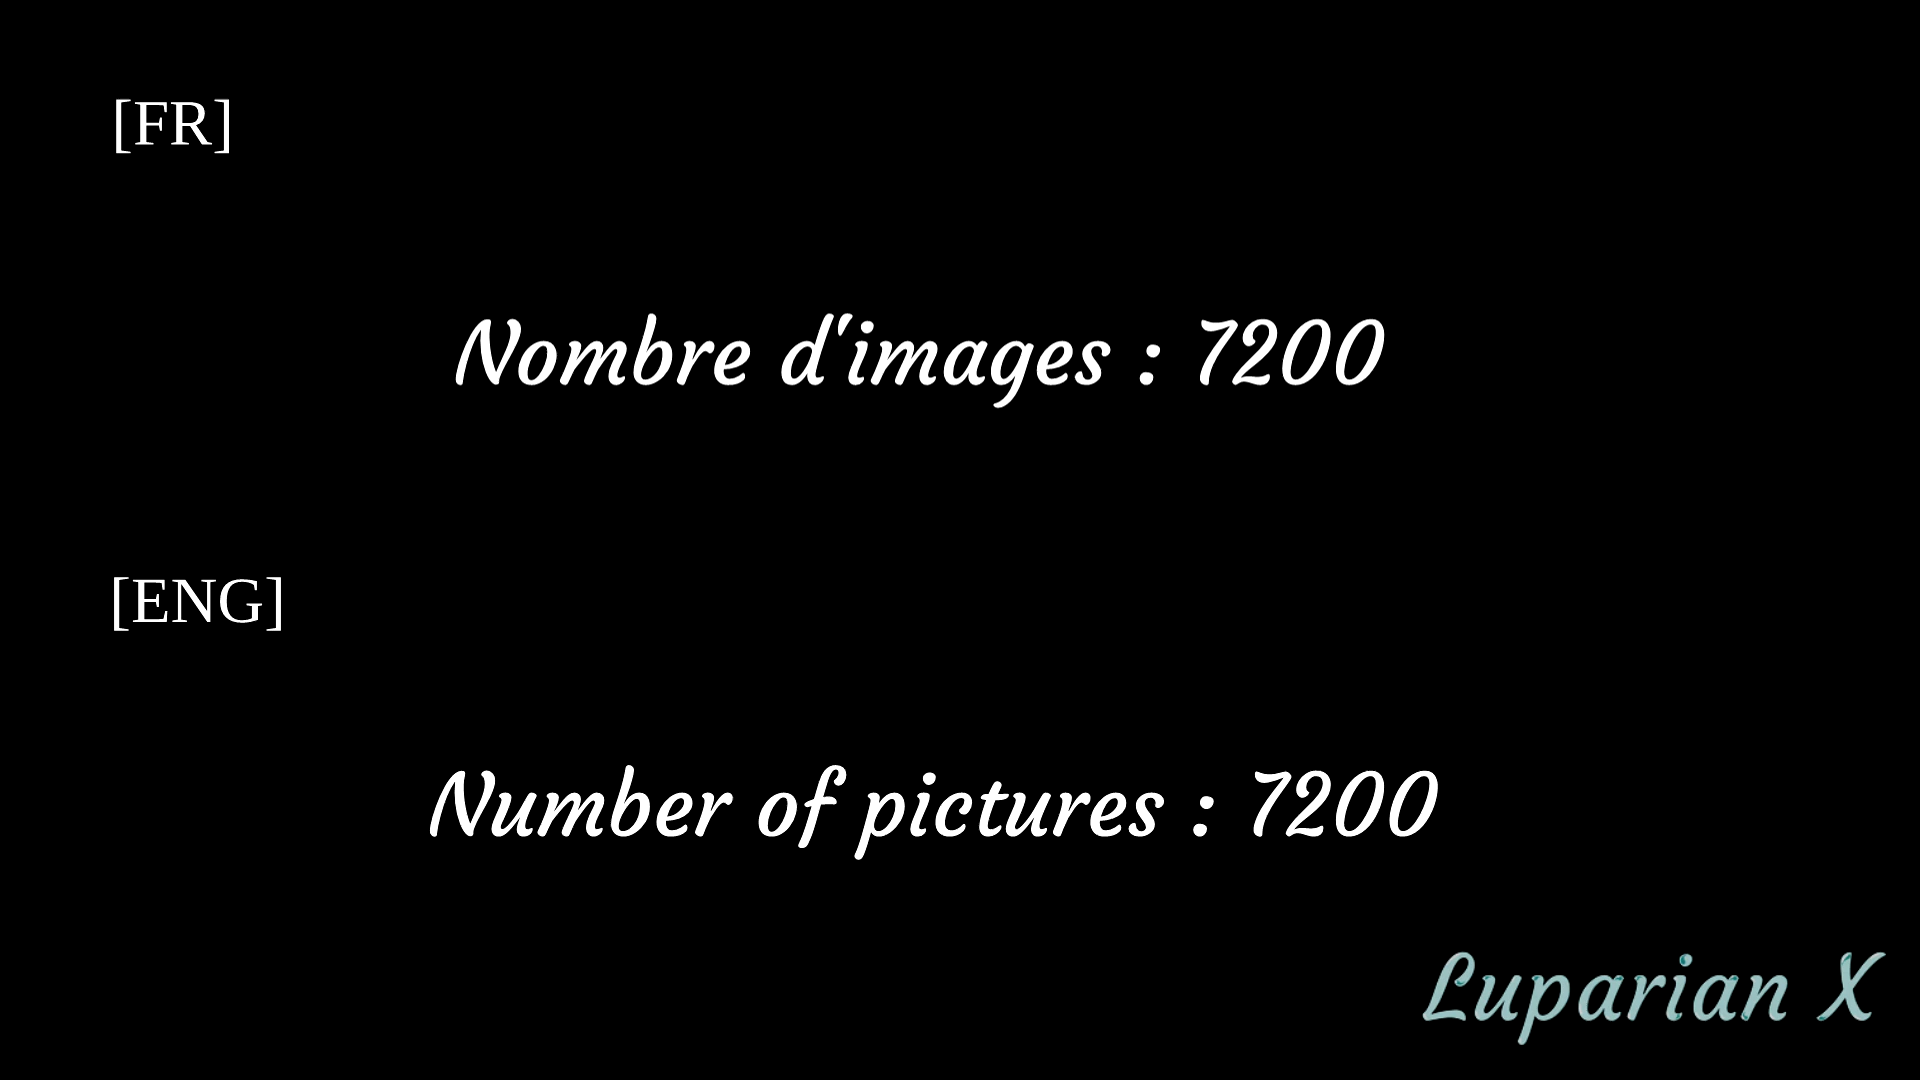 [FR]
Nombre d'images : 7200
[ENG]
Number of pictures : 7200
Luparian X